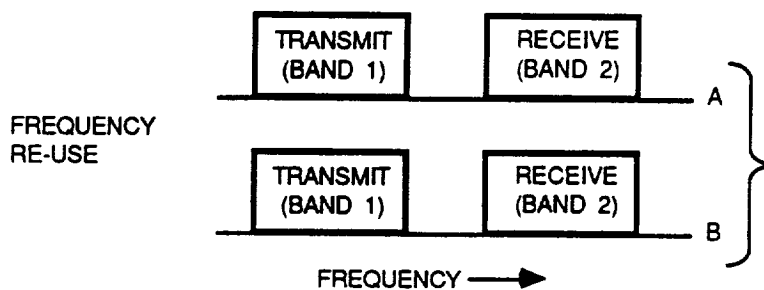 TRANSMIT
(BAND 1)
RECEIVE
(BAND 2)
A
FREQUENCY
RE-USE
TRANSMIT
(BAND 1)
RECEIVE
(BAND 2)
B
FREQUENCY